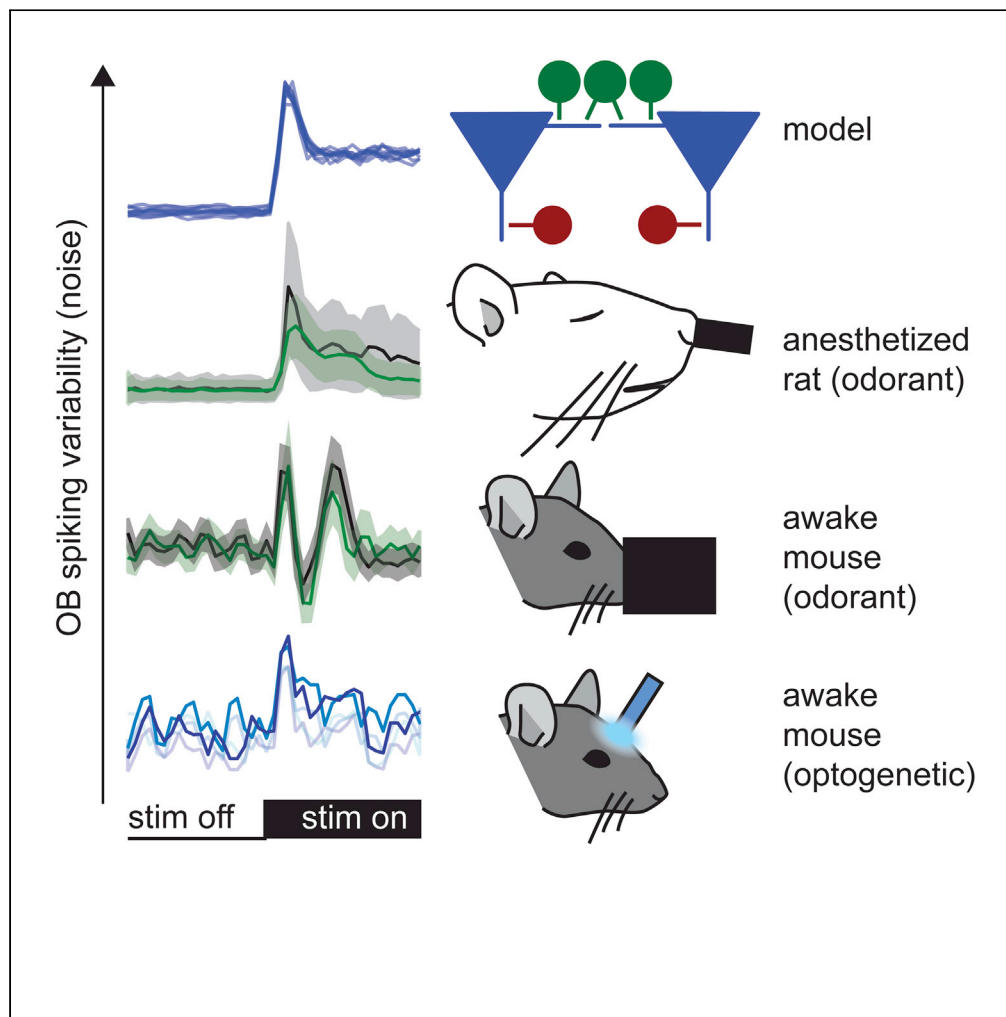 OB spiking variability (noise)
model
anesthetized
rat (odorant)
awake
mouse
(odorant)
awake
mouse
(optogenetic)
stim off
stim on